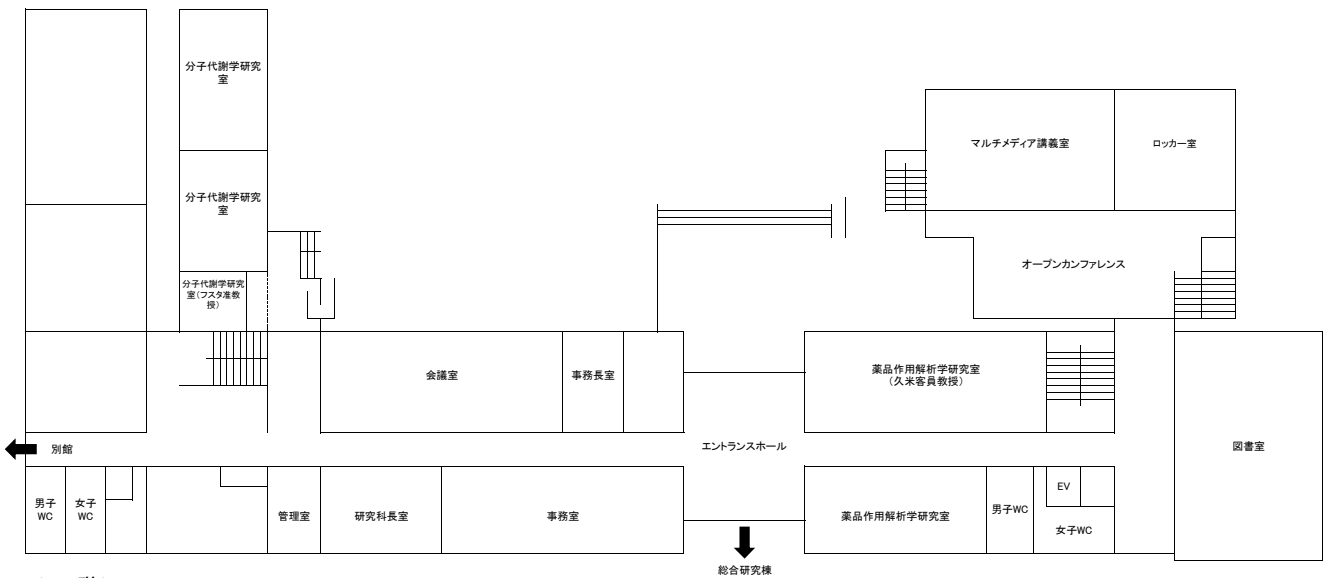 分子代謝学研究
室
マルチメディア講義室
ロッカー室
分子代謝学研究
室
オープンカンファレンス
分子代謝学研究
室(フスタ准教
授)
会議室
事務長室
薬品作用解析学研究室
(久米客員教授)
別館
エントランスホール
図書室
男子
WC
女子
WC
管理室
研究科長室
事務室
薬品作用解析学研究室
男子WC
EV
女子WC
総合研究棟